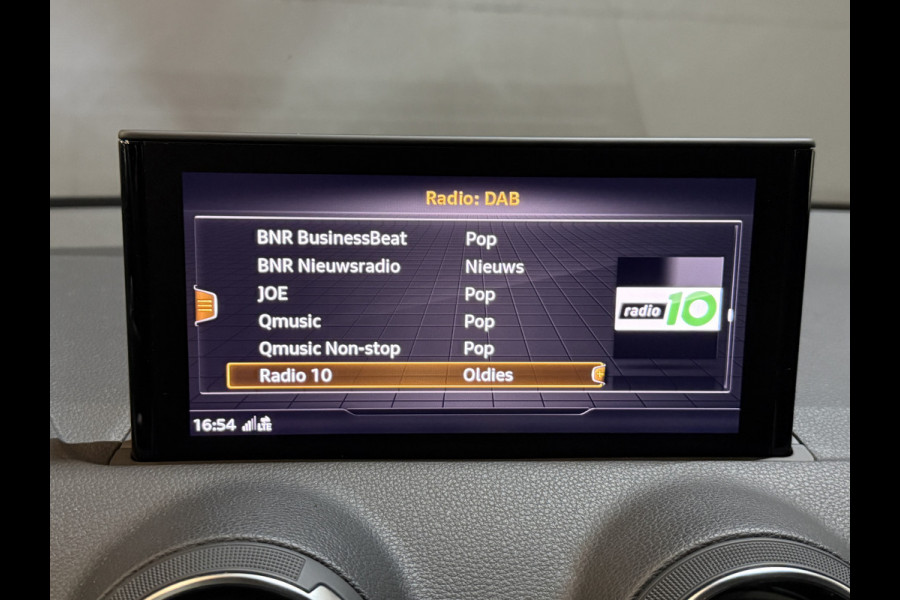 Radio: DAB
BNR BusinessBeat Pop
BNR Nieuwsradio Nieuws
JOE Pop
Qmusic Pop
Qmusic Non-stop Pop
Radio 10 Oldies
radio 10
16:54 LTE